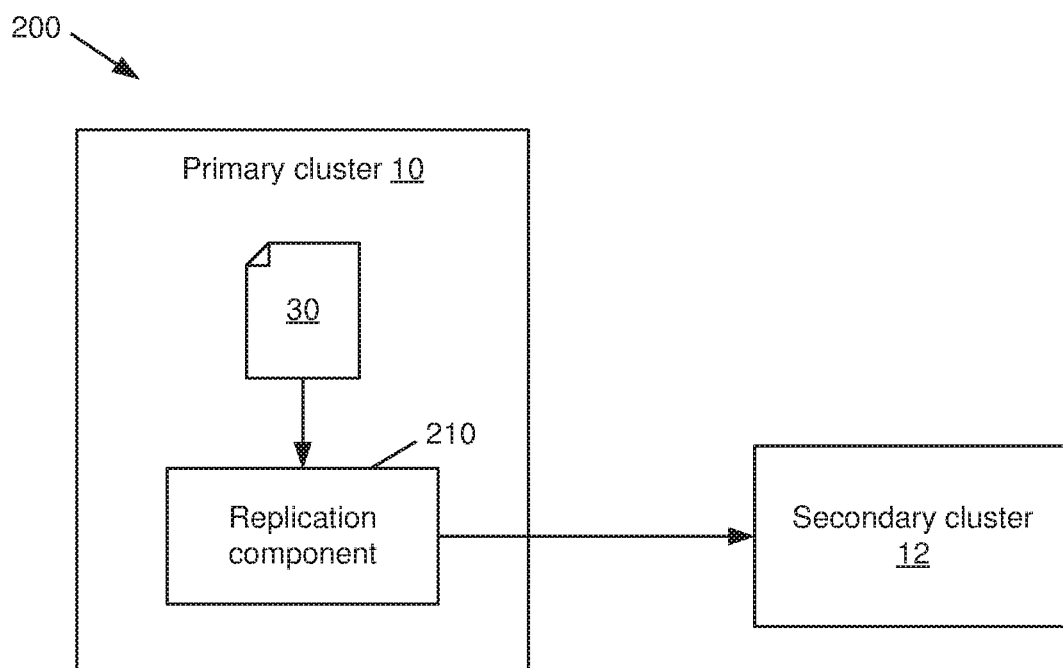 200
Primary cluster 10
30
210
Replication
component
Secondary cluster
12